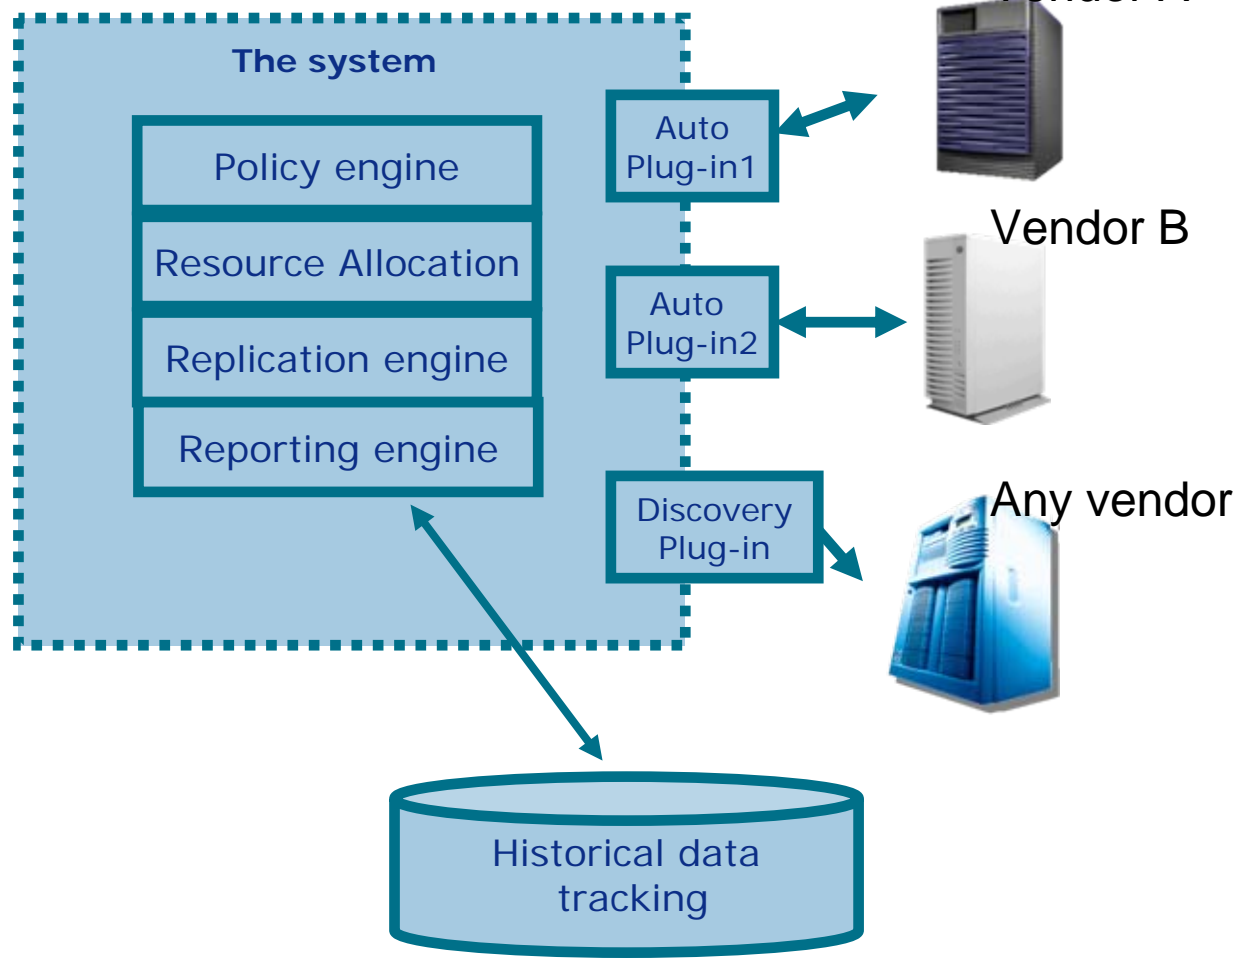 The system
Policy engine
Resource Allocation
Replication engine
Reporting engine
Auto
Plug-in1
Auto
Plug-in2
Discovery
Plug-in
Vendor A
Vendor B
Any vendor
Historical data
tracking